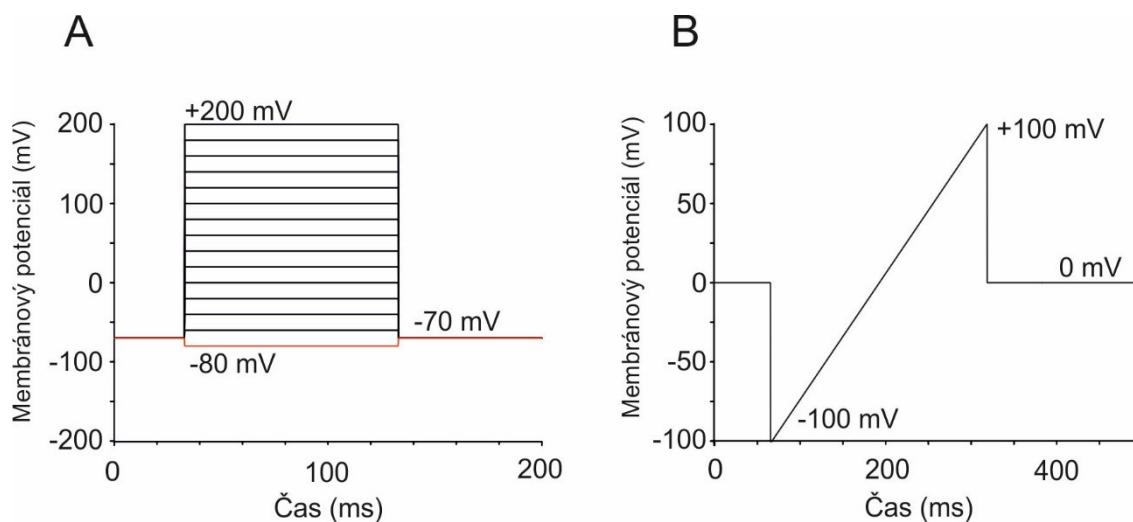 A
Membránový potenciál (mV)
200
100
0
-100
-200
+200 mV
-70 mV
-80 mV
0
100
200
Čas (ms)
B
Membránový potenciál (mV)
100
50
0
-50
-100
+100 mV
0 mV
-100 mV
0
200
400
Čas (ms)